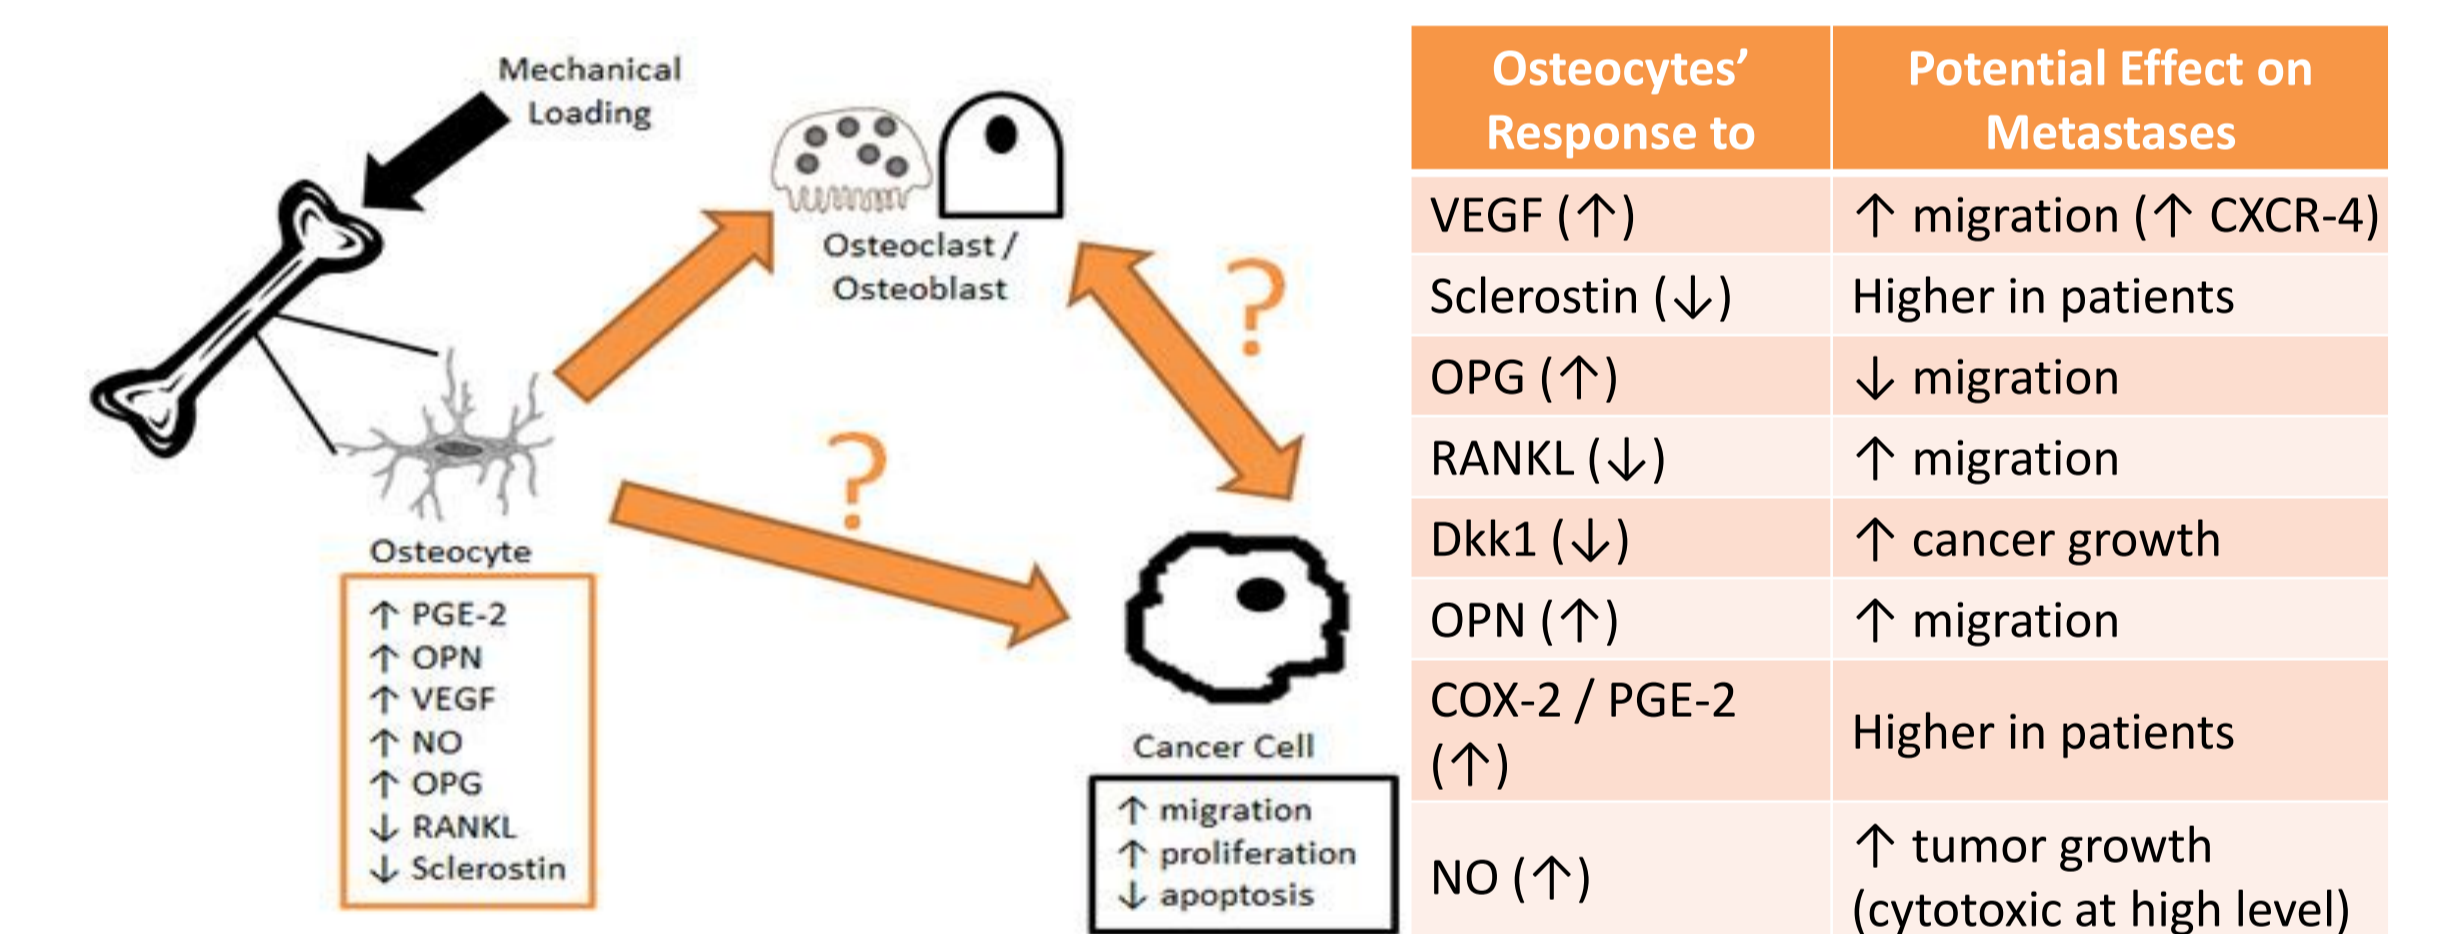 Mechanical
Loading
Osteoclast /
Osteoblast
?
?
Osteocyte
↑ PGE-2
↑ OPN
↑ VEGF
↑ NO
↑ OPG
↓ RANKL
↓ Sclerostin
Cancer Cell
↑ migration
↑ proliferation
↓ apoptosis
Osteocytes’
Response to
Potential Effect on
Metastases
VEGF (↑)
↑ migration (↑ CXCR-4)
Sclerostin (↓)
Higher in patients
OPG (↑)
↓ migration
RANKL (↓)
↑ migration
Dkk1 (↓)
↑ cancer growth
OPN (↑)
↑ migration
COX-2 / PGE-2
(↑)
Higher in patients
NO (↑)
↑ tumor growth
(cytotoxic at high level)